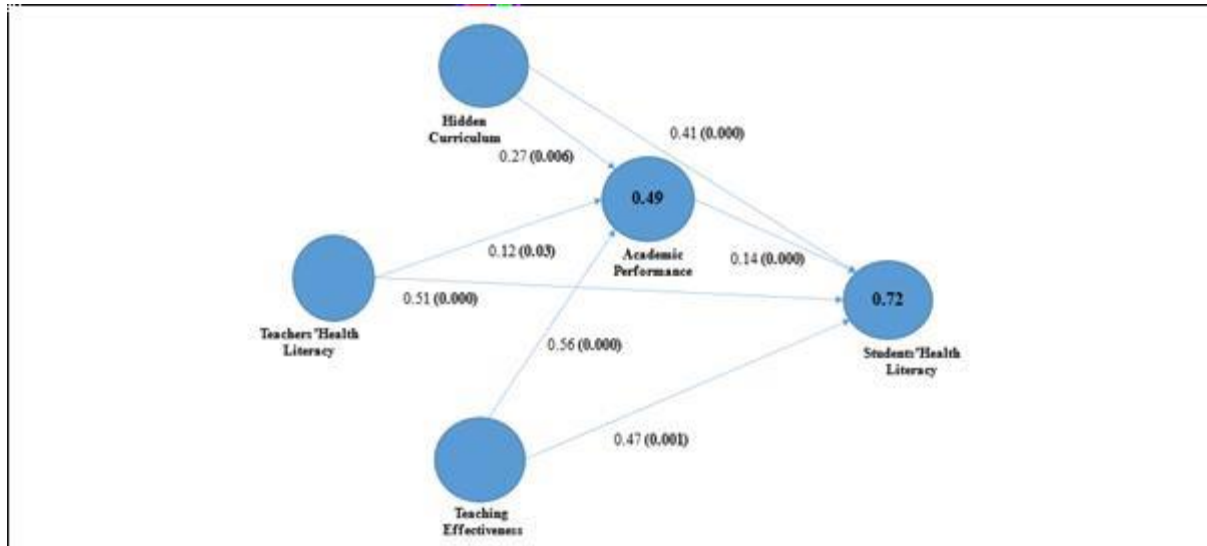 Hidden
Curriculum
0.41 (0.000)
0.27 (0.006)
0.49
Academic
Performance
0.12 (0.03)
0.14 (0.000)
0.51 (0.000)
0.72
Teachers'Health
Literacy
Students'Health
Literacy
0.56 (0.000)
0.47 (0.001)
Teaching
Effectiveness